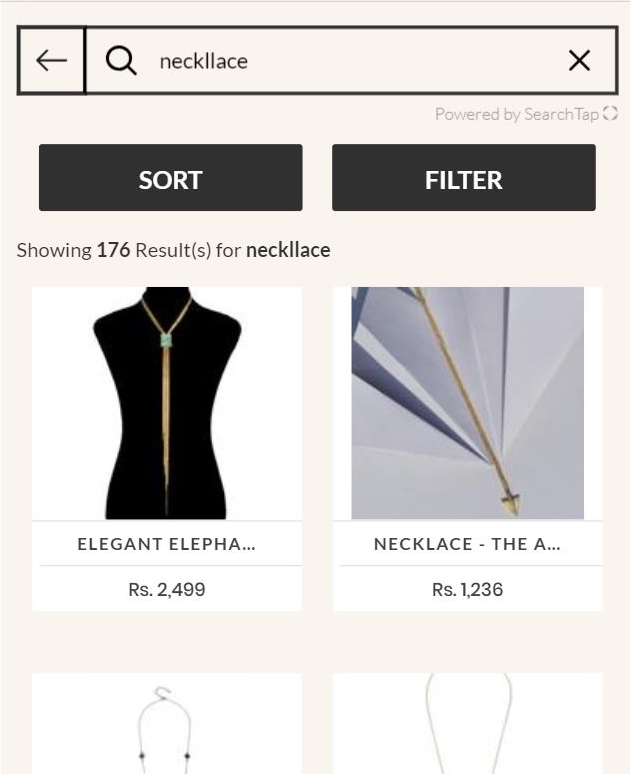 neckllace
Powered by SearchTap
SORT FILTER
Showing 176 Result(s) for neckllace
ELEGANT ELEPHA... NECKLACE - THE A...
Rs. 2,499 Rs. 1,236